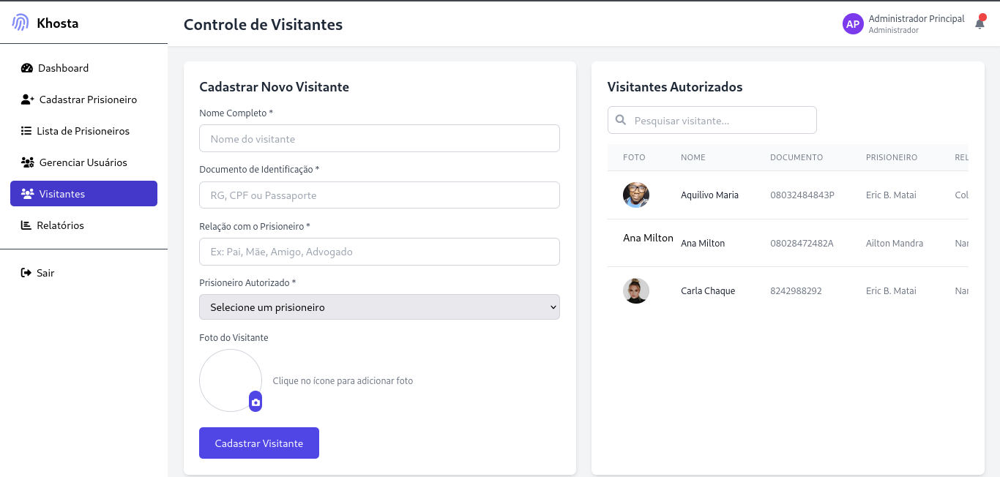 Khosta
Dashboard
Cadastrar Prisioneiro
Lista de Prisioneiros
Gerenciar Usuários
Visitantes
Relatórios
Sair
Controle de Visitantes
AP
Administrador Principal
Administrador
Cadastrar Novo Visitante
Nome Completo *
Nome do visitante
Documento de Identificação *
RG, CPF ou Passaporte
Relação com o Prisioneiro *
Ex: Pai, Mãe, Amigo, Advogado
Prisioneiro Autorizado *
Selecione um prisioneiro
Foto do Visitante
Clique no ícone para adicionar foto
Cadastrar Visitante
Visitantes Autorizados
Pesquisar visitante...
FOTO NOME DOCUMENTO PRISIONEIRO REL
Aquilivo Maria 08032484843P Eric B. Matai Col
Ana Milton Ana Milton 08028472482A Ailton Mandra Nar
Carla Chaque 8242988292 Eric B. Matai Nar